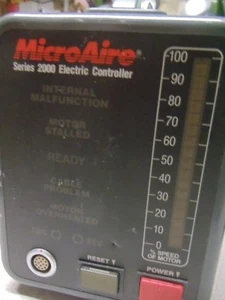 MicroAire
Series 2000 Electric Controller
INTERNAL
MALFUNCTION
MOTOR
STALLED
READY
CABLE
PROBLEM
MOTOR
OVERHEATED
REV
100
90
80
70
60
50
40
30
20
10
0
% SPEED
OF MOTOR
RESET
POWER